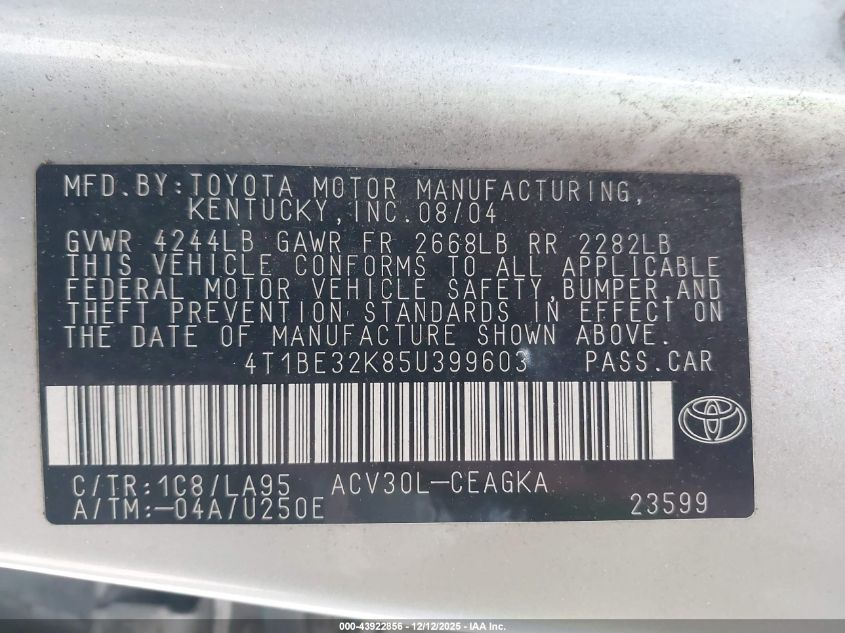 MFD.BY:TOYOTA MOTOR MANUFACTURING,
KENTUCKY,INC.08/04
GVWR 4244LB GAWR FR 2668LB RR 2282LB
THIS VEHICLE CONFORMS TO ALL APPLICABLE
FEDERAL MOTOR VEHICLE SAFETY,BUMPER,AND
THEFT PREVENTION STANDARDS IN EFFECT ON
THE DATE OF MANUFACTURE SHOWN ABOVE.
4T1BE32K85U399603 PASS.CAR
C/TR:1C8/LA95 ACV30L-CEAGKA
A/TM:-04A/U250E 23599
000-43922856 - 12/12/2025 - IAA Inc.